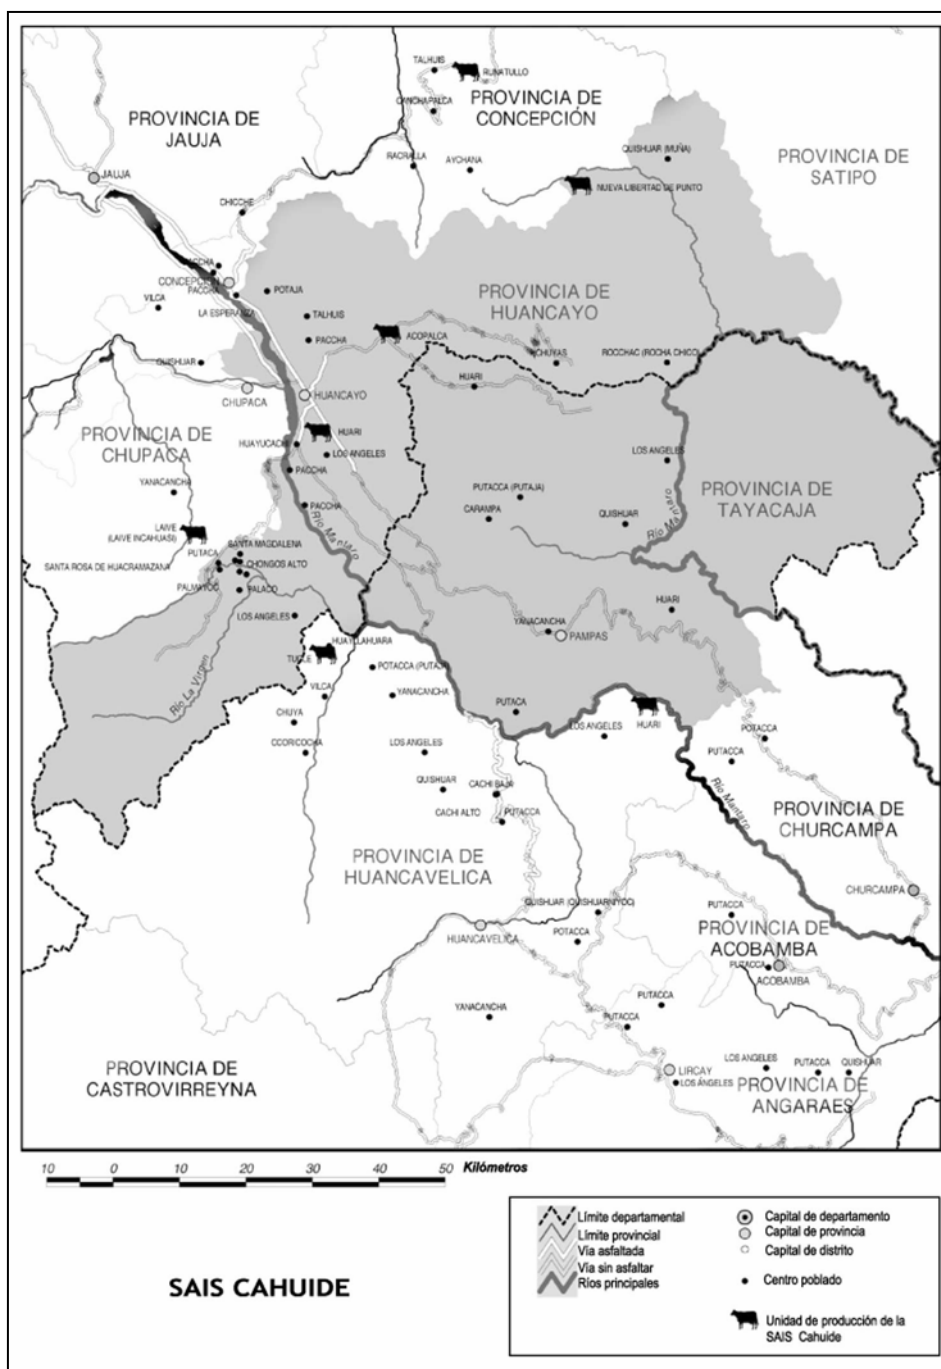 TALHUIS
RUNATULLO
PROVINCIA DE
CONCEPCIÓN
CANCHAPALCA
PROVINCIA DE
JAUJA
RACRALLA
AYCHANA
QUISHUAR (MUÑA)
PROVINCIA DE
SATIPO
JAUJA
NUEVA LIBERTAD DE PUNTO
CHICCHE
PACCHA
CONCEPCIÓN
PACCHA
POTAJA
PROVINCIA DE
HUANCAYO
VILCA
LA ESPERANZA
TALHUIS
PACCHA
ACOPALCA
CHUYAS
ROCCHAC (ROCHA CHICO)
QUISHUAR
HUARI
CHUPACA
HUANCAYO
PROVINCIA DE
CHUPACA
HUAYUCACHI
HUARI
LOS ANGELES
LOS ANGELES
PACCHA
YANACANCHA
PUTACCA (PUTAJA)
PROVINCIA DE
TAYACAJA
PACCHA
CARAMPA
QUISHUAR
Río Mantaro
Río Mantaro
LAIVE
(LAIVE INCAHUASI)
SANTA MAGDALENA
PUTACA
SANTA ROSA DE HUACRAMAZANA
CHONGOS ALTO
PALMAYOC
PALACO
LOS ANGELES
HUARI
YANACANCHA
PAMPAS
HUAYLLAHUARA
TUCLE
POTACCA (PUTAJA)
Río La Virgen
VILCA
YANACANCHA
PUTACA
CHUYA
LOS ANGELES
HUARI
POTACCA
CCORICOCHA
LOS ANGELES
PUTACCA
QUISHUAR
CACHI BAJA
CACHI ALTO
PUTACCA
Río Mantaro
PROVINCIA DE
CHURCAMPA
PROVINCIA DE
HUANCAVELICA
CHURCAMPA
QUISHUAR (QUISHUARNIYOC)
PUTACCA
PROVINCIA DE
ACOBAMBA
HUANCAVELICA
POTACCA
PUTACCA
ACOBAMBA
YANACANCHA
PUTACCA
PUTACCA
PROVINCIA DE
CASTROVIRREYNA
LIRCAY
LOS ÁNGELES
LOS ANGELES
PUTACCA
QUISHUAR
PROVINCIA DE
ANGARAES
10 0 10 20 30 40 50 Kilómetros
SAIS CAHUIDE
Límite departamental
Límite provincial
Vía asfaltada
Vía sin asfaltar
Ríos principales
Capital de departamento
Capital de provincia
Capital de distrito
Centro poblado
Unidad de producción de la
SAIS Cahuide